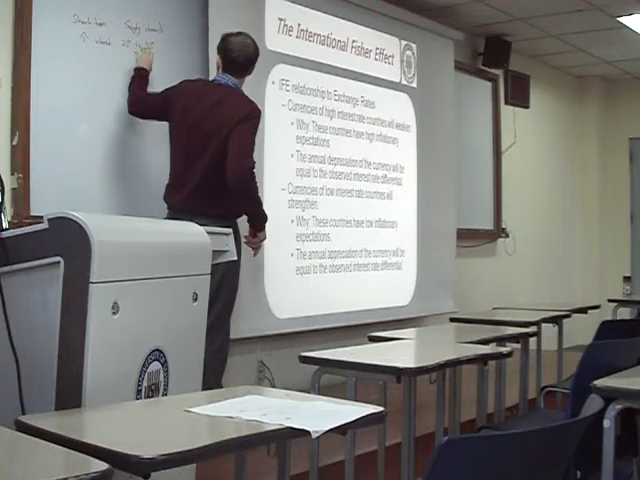 The International Fisher Effect
• IFE relationship to Exchange Rates
– Currencies of high interest rate countries will weaken.
• Why: These countries have high inflationary
expectations
• The annual depreciation of the currency will be
equal to the observed interest rate differential.
– Currencies of low interest rate countries will
strengthen.
• Why: These countries have low inflationary
expectations.
• The annual appreciation of the currency will be
equal to the observed interest rate differential